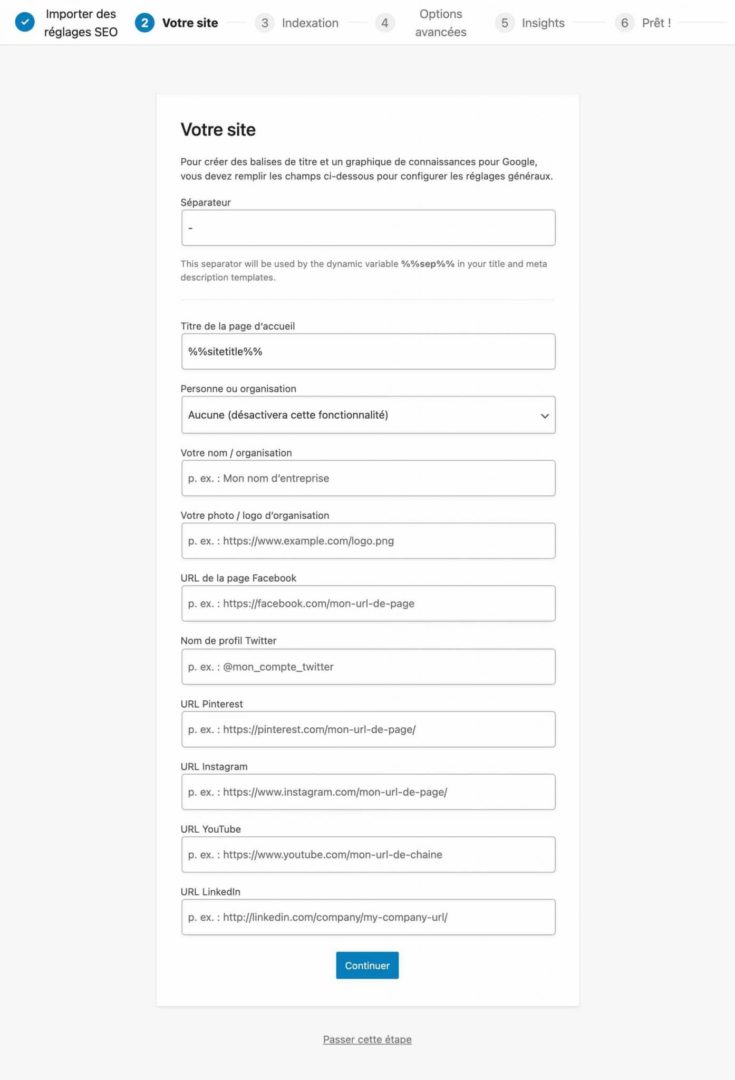 Importer des
réglages SEO
2 Votre site
3 Indexation
4 Options
avancées
5 Insights
6 Prêt !
Votre site
Pour créer des balises de titre et un graphique de connaissances pour Google,
vous devez remplir les champs ci-dessous pour configurer les réglages généraux.
Séparateur
-
This separator will be used by the dynamic variable %%sep%% in your title and meta
description templates.
Titre de la page d'accueil
%%sitetitle%%
Personne ou organisation
Aucune (désactivera cette fonctionnalité)
Votre nom / organisation
p. ex. : Mon nom d'entreprise
Votre photo / logo d'organisation
p. ex. : https://www.example.com/logo.png
URL de la page Facebook
p. ex. : https://facebook.com/mon-url-de-page
Nom de profil Twitter
p. ex. : @mon_compte_twitter
URL Pinterest
p. ex. : https://pinterest.com/mon-url-de-page/
URL Instagram
p. ex. : https://www.instagram.com/mon-url-de-page/
URL YouTube
p. ex. : https://www.youtube.com/mon-url-de-chaine
URL LinkedIn
p. ex. : http://linkedin.com/company/my-company-url/
Continuer
Passer cette étape